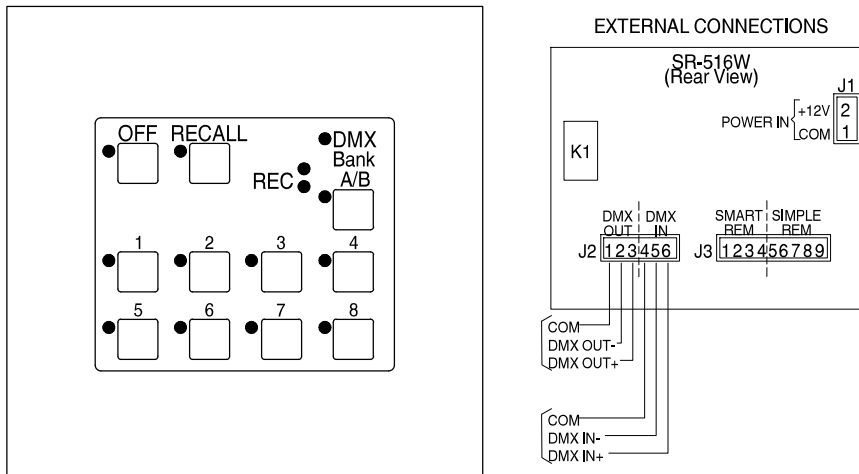 OFF RECALL
DMX
Bank
A/B
REC
1 2 3 4
5 6 7 8
EXTERNAL CONNECTIONS
SR-516W
(Rear View)
J1
POWER IN
+12V 2
COM 1
K1
DMX OUT
DMX IN
J2 123456
SMART REM
SIMPLE REM
J3 123456789
COM
DMX OUT-
DMX OUT+
COM
DMX IN-
DMX IN+